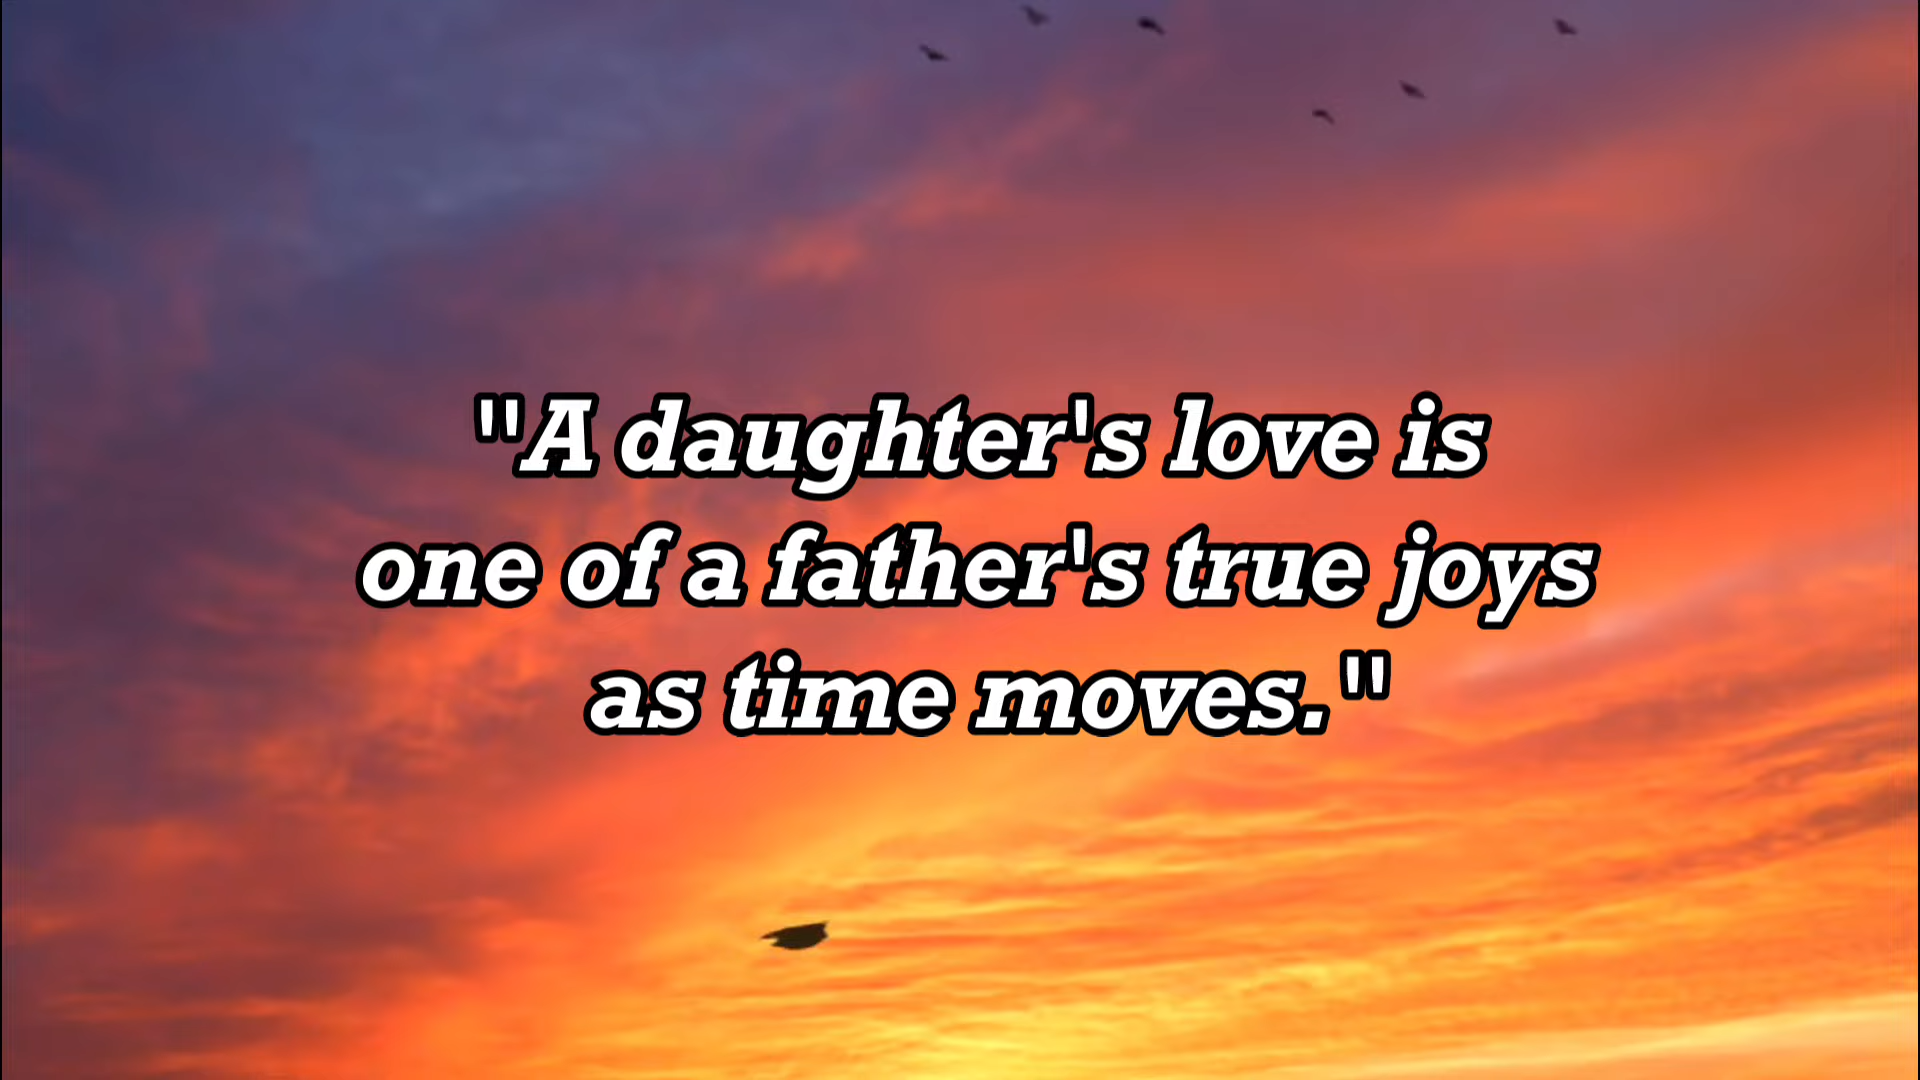 "A daughter's love is
one of a father's true joys
as time moves."